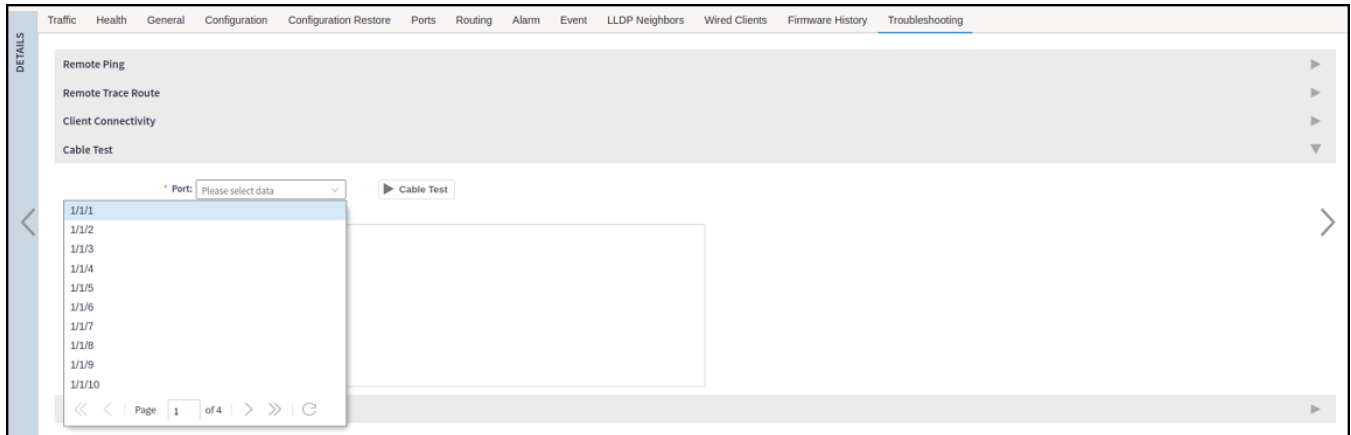 Traffic Health General Configuration Configuration Restore Ports Routing Alarm Event LLDP Neighbors Wired Clients Firmware History Troubleshooting
DETAILS
Remote Ping
Remote Trace Route
Client Connectivity
Cable Test
* Port: Please select data Cable Test
1/1/1
1/1/2
1/1/3
1/1/4
1/1/5
1/1/6
1/1/7
1/1/8
1/1/9
1/1/10
Page 1 of 4